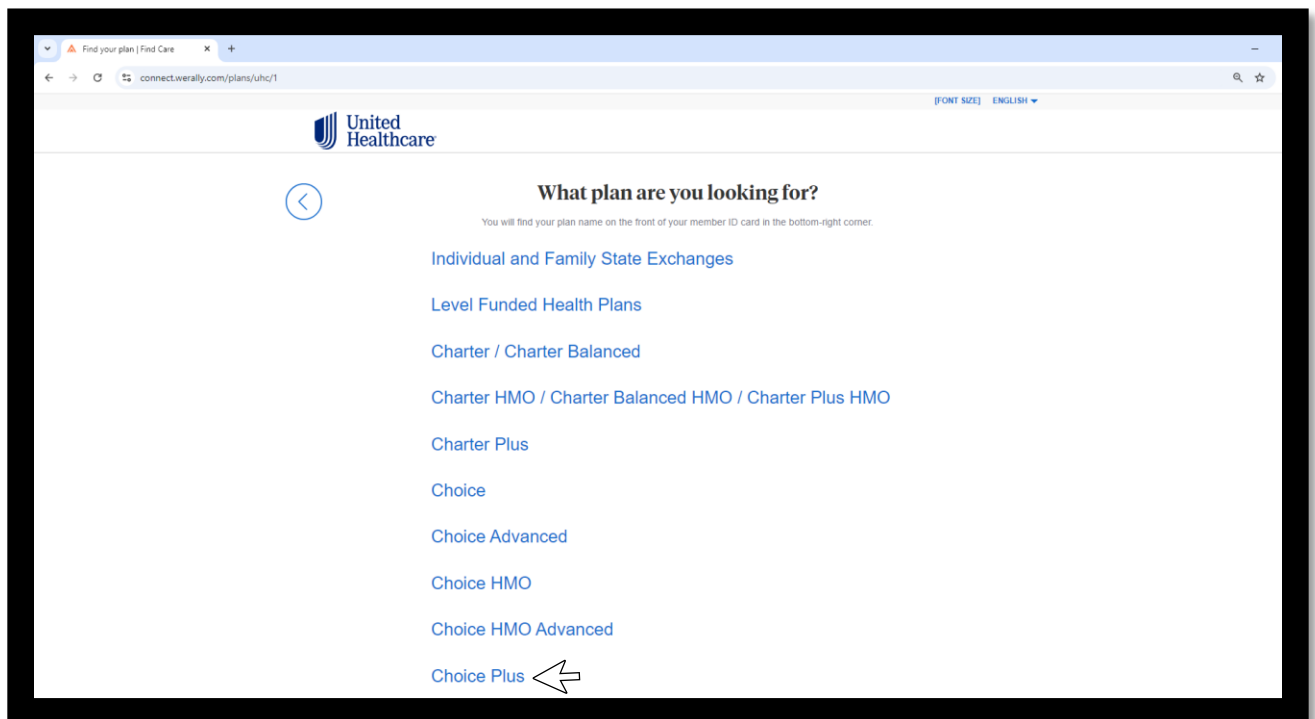 Find your plan | Find Care
connect.werally.com/plans/uhc/1
[FONT SIZE] ENGLISH
United
Healthcare
What plan are you looking for?
You will find your plan name on the front of your member ID card in the bottom-right corner.
Individual and Family State Exchanges
Level Funded Health Plans
Charter / Charter Balanced
Charter HMO / Charter Balanced HMO / Charter Plus HMO
Charter Plus
Choice
Choice Advanced
Choice HMO
Choice HMO Advanced
Choice Plus